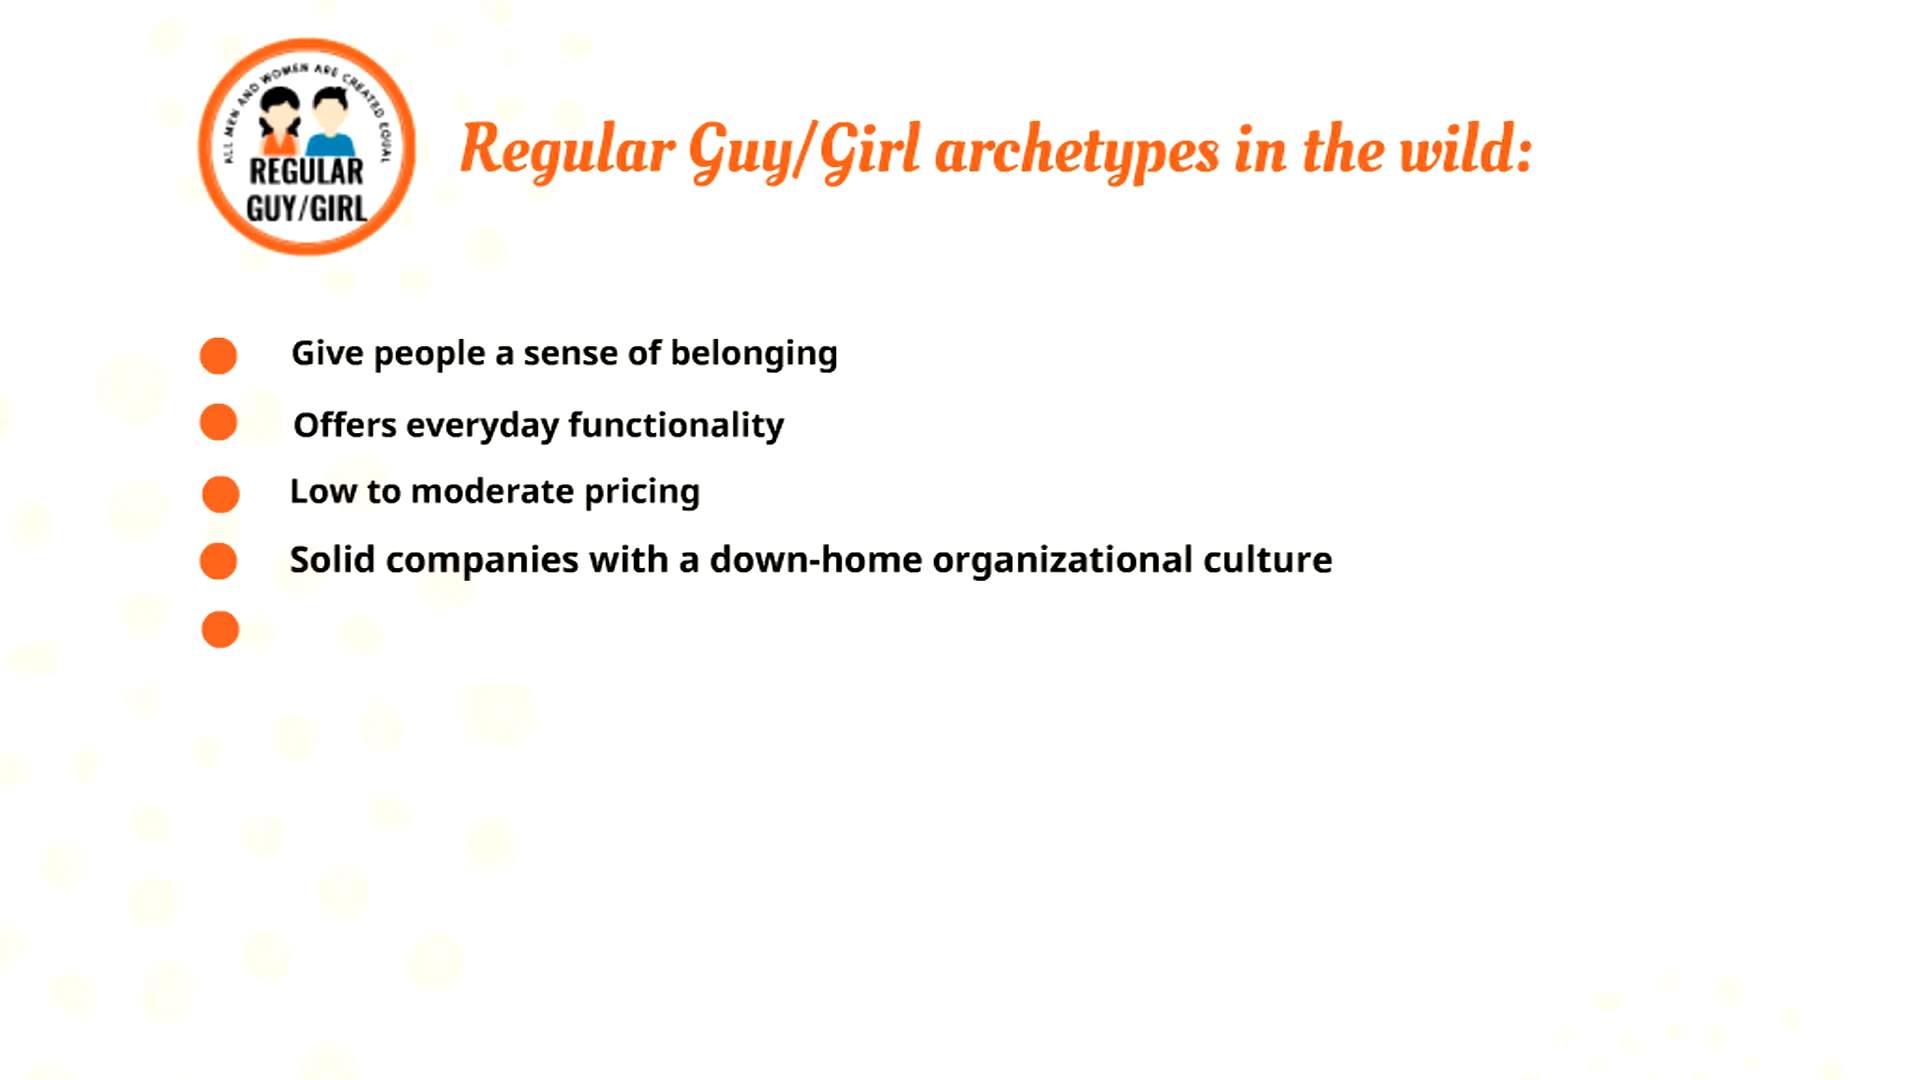 ALL MEN AND WOMEN ARE CREATED EQUAL
REGULAR
GUY/GIRL
Regular Guy/Girl archetypes in the wild:
Give people a sense of belonging
Offers everyday functionality
Low to moderate pricing
Solid companies with a down-home organizational culture